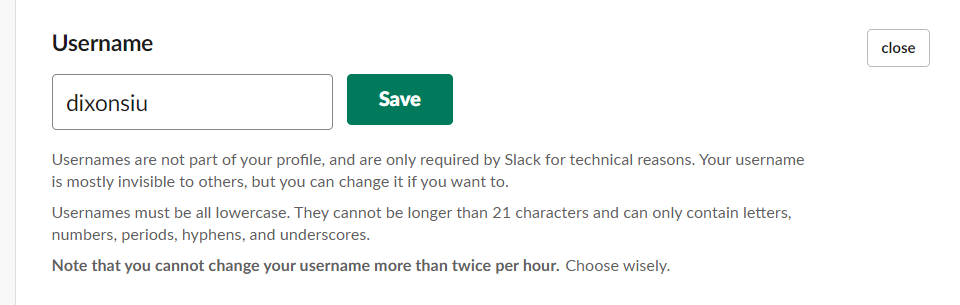 Username
close
dixonsiu
Save
Usernames are not part of your profile, and are only required by Slack for technical reasons. Your username
is mostly invisible to others, but you can change it if you want to.
Usernames must be all lowercase. They cannot be longer than 21 characters and can only contain letters,
numbers, periods, hyphens, and underscores.
Note that you cannot change your username more than twice per hour. Choose wisely.